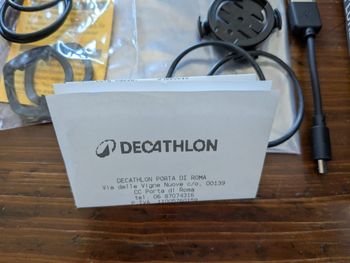 DECATHLON
DECATHLON PORTA DI ROMA
Via delle Vigne Nuove c/o, 00139
CC Porta di Roma
tel. 06 87074316